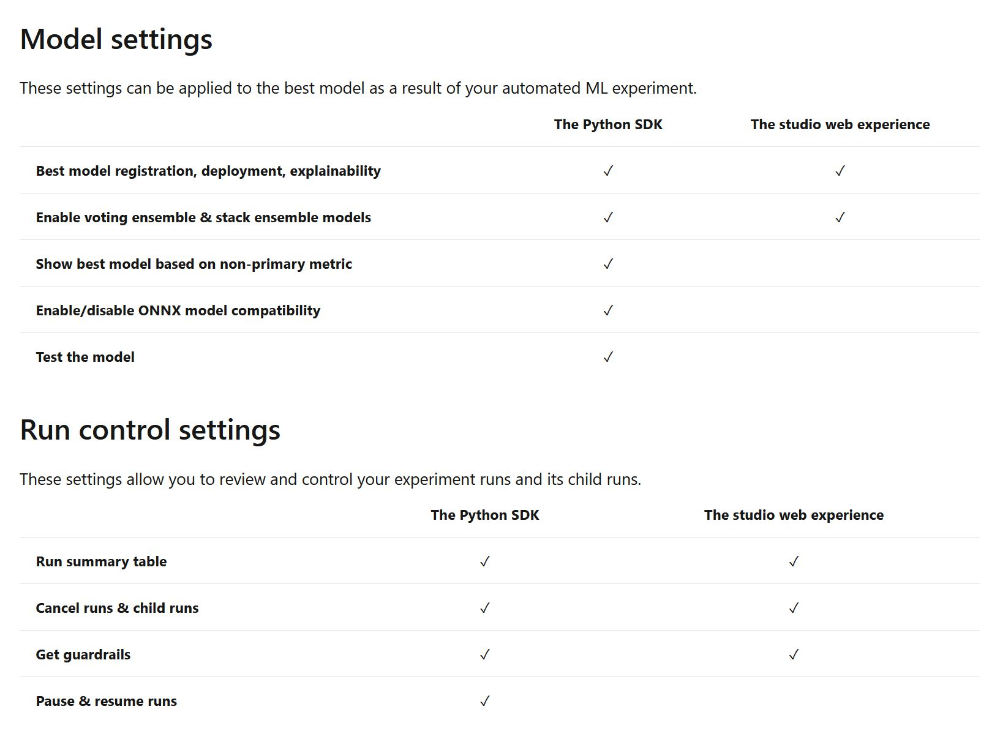 Model settings
These settings can be applied to the best model as a result of your automated ML experiment.
The Python SDK The studio web experience
Best model registration, deployment, explainability ✓ ✓
Enable voting ensemble & stack ensemble models ✓ ✓
Show best model based on non-primary metric ✓
Enable/disable ONNX model compatibility ✓
Test the model ✓
Run control settings
These settings allow you to review and control your experiment runs and its child runs.
The Python SDK The studio web experience
Run summary table ✓ ✓
Cancel runs & child runs ✓ ✓
Get guardrails ✓ ✓
Pause & resume runs ✓